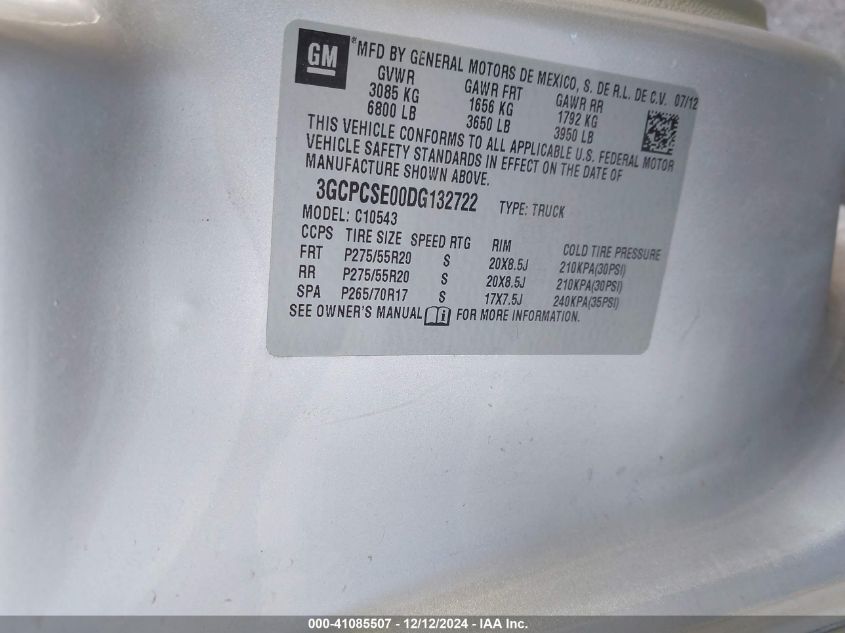 GM
®MFD BY GENERAL MOTORS DE MEXICO, S. DE R.L. DE C.V. 07/12
GVWR GAWR FRT GAWR RR
3085 KG 1656 KG 1792 KG
6800 LB 3650 LB 3950 LB
THIS VEHICLE CONFORMS TO ALL APPLICABLE U.S. FEDERAL MOTOR
VEHICLE SAFETY STANDARDS IN EFFECT ON THE DATE OF
MANUFACTURE SHOWN ABOVE.
3GCPCSE00DG132722 TYPE: TRUCK
MODEL: C10543
CCPS TIRE SIZE SPEED RTG RIM COLD TIRE PRESSURE
FRT P275/55R20 S 20X8.5J 210KPA(30PSI)
RR P275/55R20 S 20X8.5J 210KPA(30PSI)
SPA P265/70R17 S 17X7.5J 240KPA(35PSI)
SEE OWNER'S MANUAL i FOR MORE INFORMATION.
000-41085507 - 12/12/2024 - IAA Inc.